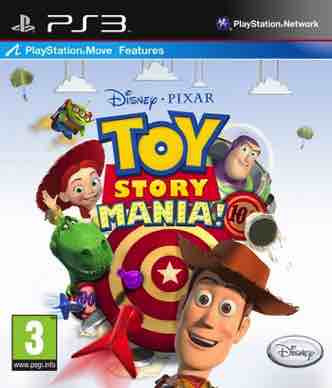 PS3
PlayStation®Network
PlayStation®Move Features
Disney · PIXAR
TOY
STORY
MANIA!
10
3
www.pegi.info
Disney